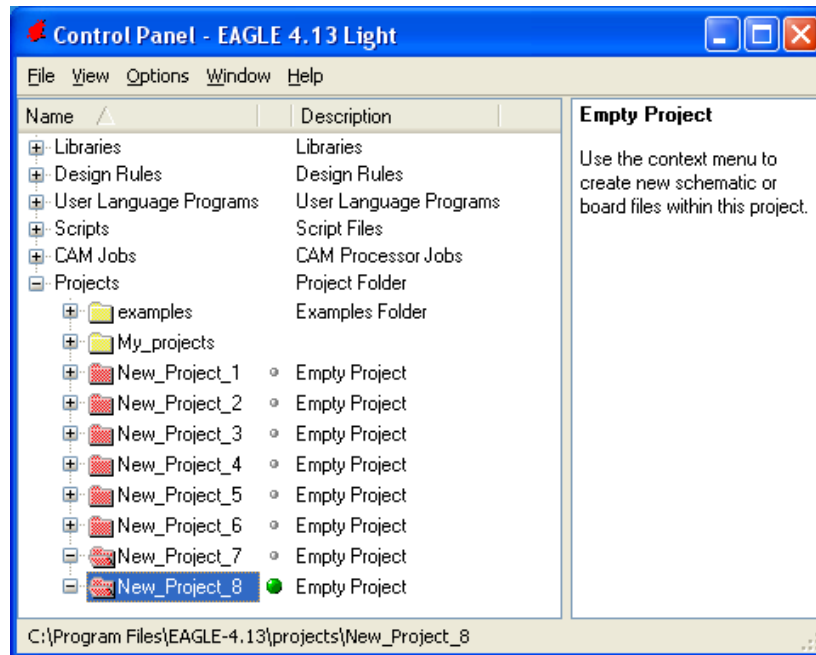 Control Panel - EAGLE 4.13 Light
File View Options Window Help
Name Description
Libraries Libraries
Design Rules Design Rules
User Language Programs User Language Programs
Scripts Script Files
CAM Jobs CAM Processor Jobs
Projects Project Folder
examples Examples Folder
My_projects
New_Project_1 Empty Project
New_Project_2 Empty Project
New_Project_3 Empty Project
New_Project_4 Empty Project
New_Project_5 Empty Project
New_Project_6 Empty Project
New_Project_7 Empty Project
New_Project_8 Empty Project
Empty Project
Use the context menu to
create new schematic or
board files within this project.
C:\Program Files\EAGLE-4.13\projects\New_Project_8